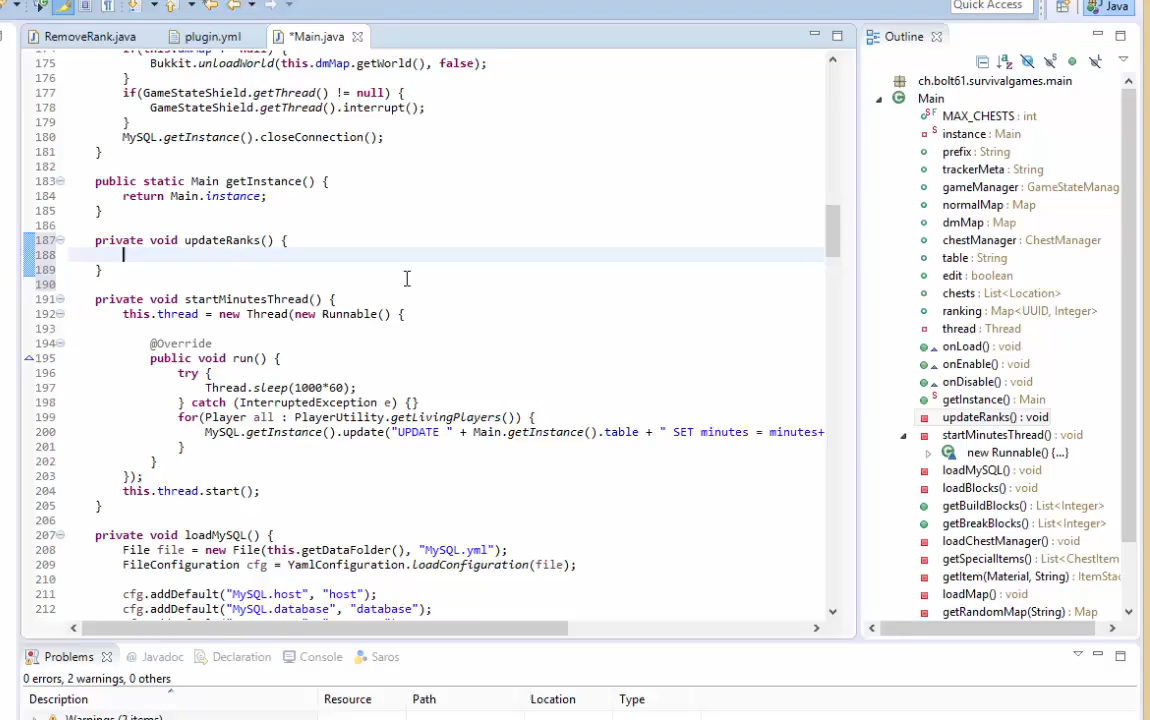 Quick Access
Java
RemoveRank.java
plugin.yml
*Main.java
Outline
175 Bukkit.unloadWorld(this.dmMap.getWorld(), false);
176 }
177 if(GameStateShield.getThread() != null) {
178 GameStateShield.getThread().interrupt();
179 }
180 MySQL.getInstance().closeConnection();
181 }
182
183 public static Main getInstance() {
184 return Main.instance;
185 }
186
187 private void updateRanks() {
188
189 }
190
191 private void startMinutesThread() {
192 this.thread = new Thread(new Runnable() {
193
194 @Override
195 public void run() {
196 try {
197 Thread.sleep(1000*60);
198 } catch (InterruptedException e) {}
199 for(Player all : PlayerUtility.getLivingPlayers()) {
200 MySQL.getInstance().update("UPDATE " + Main.getInstance().table + " SET minutes = minutes+
201 }
202 }
203 });
204 this.thread.start();
205 }
206
207 private void loadMySQL() {
208 File file = new File(this.getDataFolder(), "MySQL.yml");
209 FileConfiguration cfg = YamlConfiguration.loadConfiguration(file);
210
211 cfg.addDefault("MySQL.host", "host");
212 cfg.addDefault("MySQL.database", "database");
ch.bolt61.survivalgames.main
Main
MAX_CHESTS : int
instance : Main
prefix : String
trackerMeta : String
gameManager : GameStateManag
normalMap : Map
dmMap : Map
chestManager : ChestManager
table : String
edit : boolean
chests : List<Location>
ranking : Map<UUID, Integer>
thread : Thread
onLoad() : void
onEnable() : void
onDisable() : void
getInstance() : Main
updateRanks() : void
startMinutesThread() : void
new Runnable() {...}
loadMySQL() : void
loadBlocks() : void
getBuildBlocks() : List<Integer>
getBreakBlocks() : List<Integer>
loadChestManager() : void
getSpecialItems() : List<ChestItem
getItem(Material, String) : ItemStac
loadMap() : void
getRandomMap(String) : Map
Problems
@ Javadoc
Declaration
Console
Saros
0 errors, 2 warnings, 0 others
Description Resource Path Location Type
Warnings (2 items)